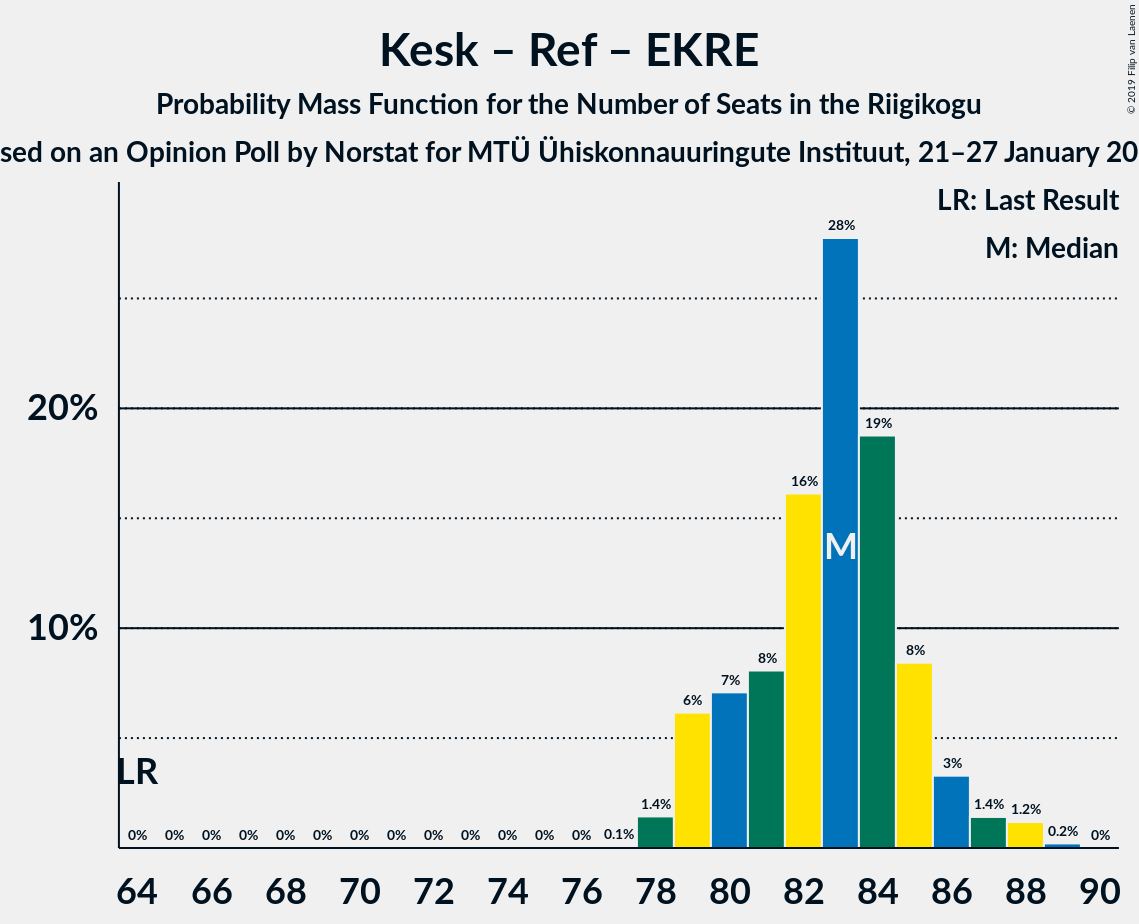 Kesk – Ref – EKRE
Probability Mass Function for the Number of Seats in the Riigikogu
sed on an Opinion Poll by Norstat for MTÜ Ühiskonnauuringute Instituut, 21–27 January 20
© 2019 Filip van Laenen
LR: Last Result
M: Median
20%
10%
LR
M
0% 0% 0% 0% 0% 0% 0% 0% 0% 0% 0% 0% 0% 0.1% 1.4% 6% 7% 8% 16% 28% 19% 8% 3% 1.4% 1.2% 0.2% 0%
64 66 68 70 72 74 76 78 80 82 84 86 88 90